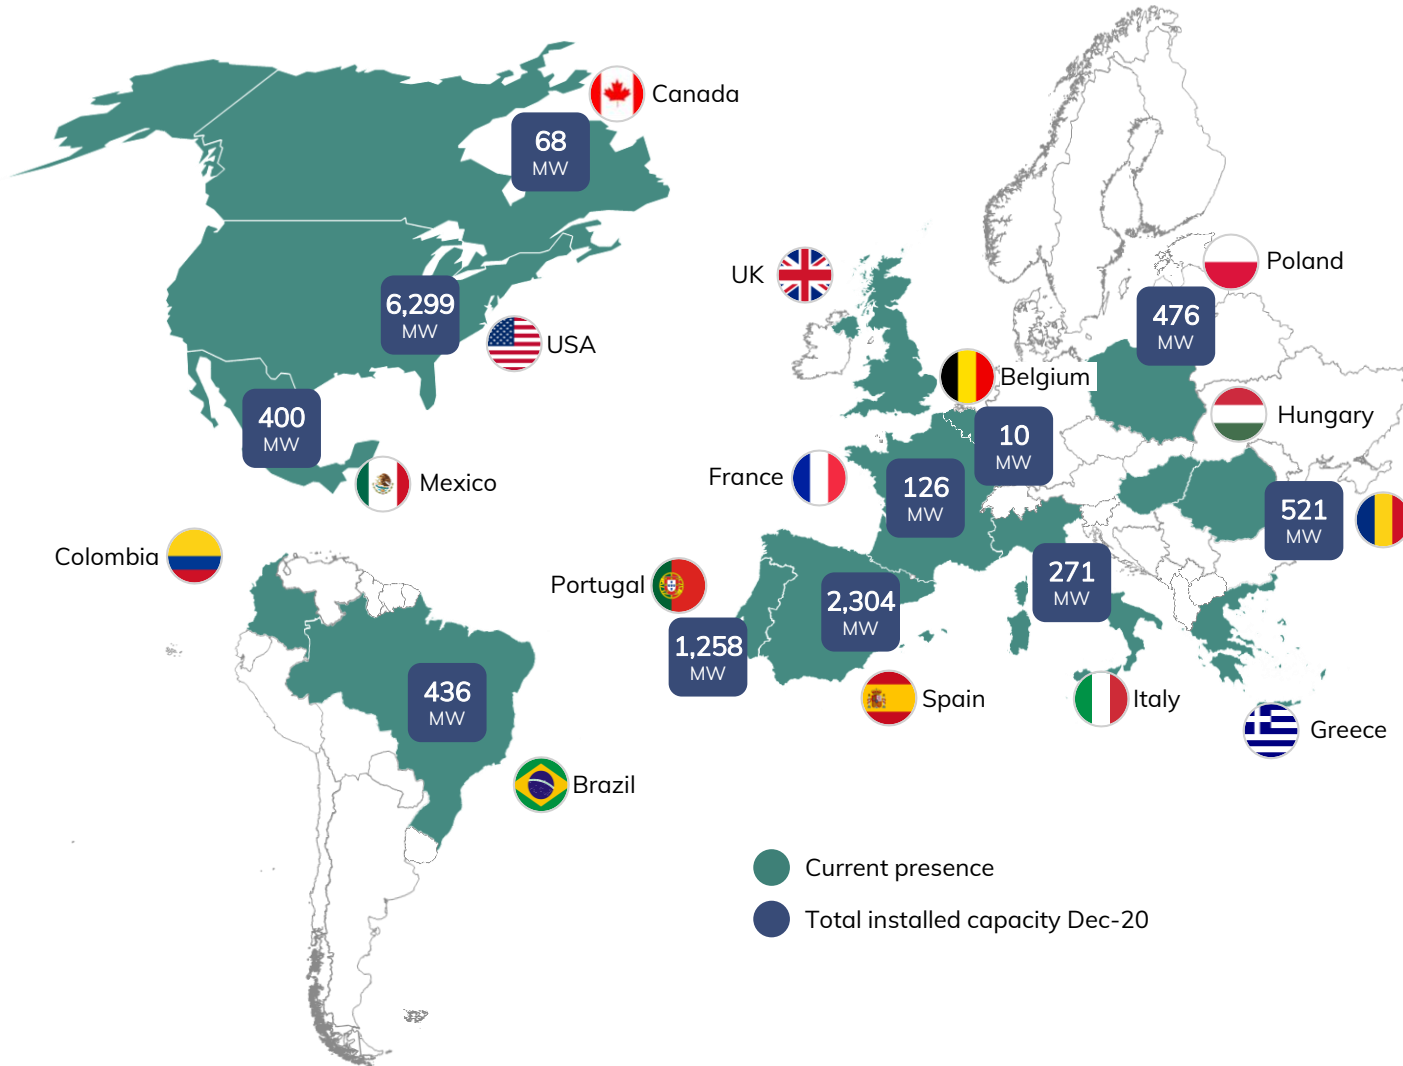 Canada
68
MW
6,299
MW
USA
400
MW
Mexico
Colombia
436
MW
Brazil
UK
Poland
476
MW
Belgium
10
MW
Hungary
France
126
MW
521
MW
Portugal
1,258
MW
2,304
MW
Spain
271
MW
Italy
Greece
Current presence
Total installed capacity Dec-20